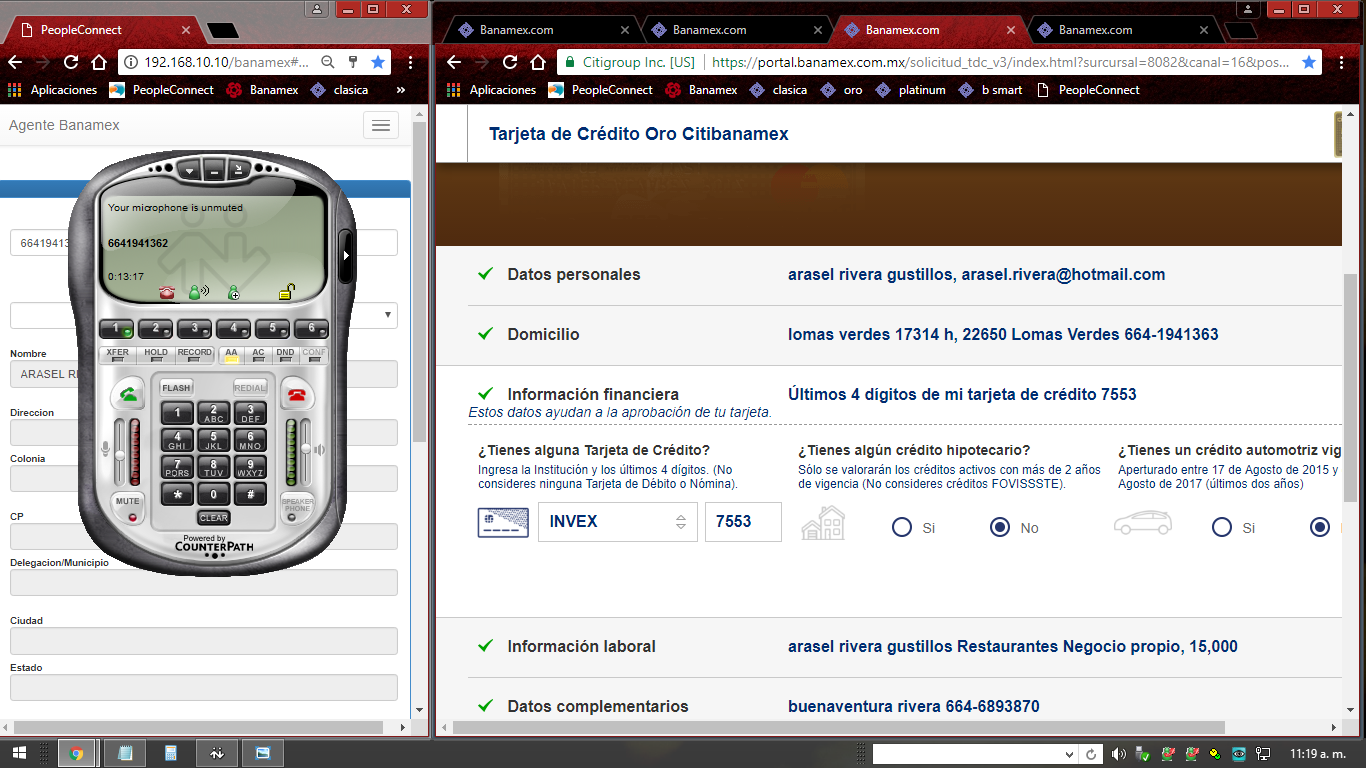 PeopleConnect
192.168.10.10/banamex#...
Aplicaciones PeopleConnect Banamex clasica »
Agente Banamex
Your microphone is unmuted
6641941362
0:13:17
66419413
1 2 3 4 5 6
XFER HOLD RECORD AA AC DND CONF
FLASH REDIAL
1 2 ABC 3 DEF
4 GHI 5 JKL 6 MNO
7 PQRS 8 TUV 9 WXYZ
* 0 #
MUTE
SPEAKER PHONE
CLEAR
Powered by
COUNTERPATH
Nombre
ARASEL RI
Direccion
Colonia
CP
Delegacion/Municipio
Ciudad
Estado
Banamex.com Banamex.com Banamex.com Banamex.com
Citigroup Inc. [US] https://portal.banamex.com.mx/solicitud_tdc_v3/index.html?surcursal=8082&canal=16&pos...
Aplicaciones PeopleConnect Banamex clasica oro platinum b smart PeopleConnect
Tarjeta de Crédito Oro Citibanamex
Datos personales arasel rivera gustillos, arasel.rivera@hotmail.com
Domicilio lomas verdes 17314 h, 22650 Lomas Verdes 664-1941363
Información financiera Últimos 4 dígitos de mi tarjeta de crédito 7553
Estos datos ayudan a la aprobación de tu tarjeta.
¿Tienes alguna Tarjeta de Crédito?
Ingresa la Institución y los últimos 4 dígitos. (No
consideres ninguna Tarjeta de Débito o Nómina).
INVEX 7553
¿Tienes algún crédito hipotecario?
Sólo se valorarán los créditos activos con más de 2 años
de vigencia (No consideres créditos FOVISSSTE).
Si No
¿Tienes un crédito automotriz vig
Aperturado entre 17 de Agosto de 2015 y
Agosto de 2017 (últimos dos años)
Si
Información laboral arasel rivera gustillos Restaurantes Negocio propio, 15,000
Datos complementarios buenaventura rivera 664-6893870
11:19 a. m.